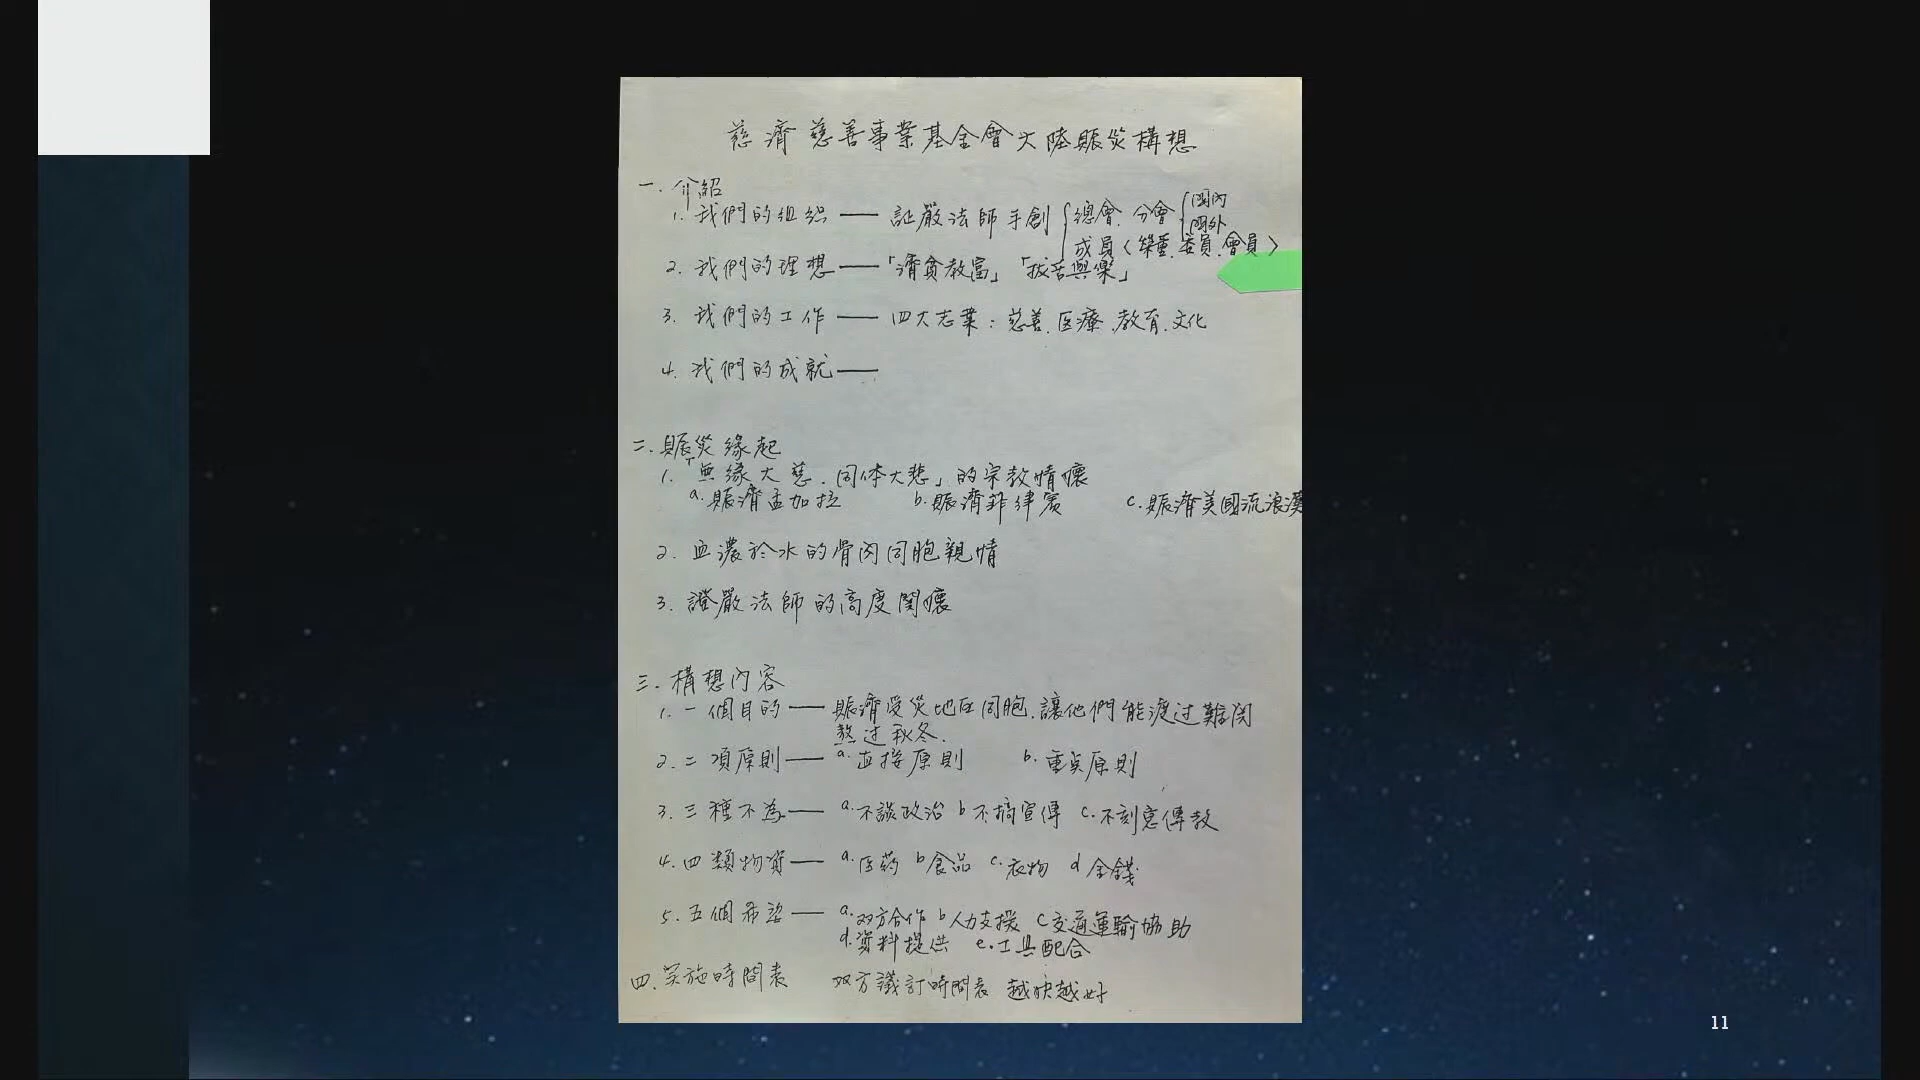 慈濟慈善事業基金會大陸賑災構想
一. 介紹
1. 我們的組織 —— 証嚴法師手創 { 總會. 分會 { 國內
國外
成員 (榮董. 委員. 會員)
2. 我們的理想 ——「濟貧教富」「拔苦與樂」
3. 我們的工作 —— 四大志業: 慈善. 医療. 教育. 文化
4. 我們的成就 ——
二. 賑災緣起
1. 「無緣大慈. 同体大悲」的宗教情懷
a. 賑濟孟加拉 b. 賑濟菲律賓 c. 賑濟美國流浪漢
2. 血濃於水的骨肉同胞親情
3. 證嚴法師的高度関懷
三. 構想內容
1. 一個目的 —— 賑濟受災地区同胞. 讓他們能渡过難関
熬过秋冬.
2. 二項原則 —— a. 直接原則 b. 重点原則
3. 三種不為 —— a. 不談政治 b 不搞宣傳 c. 不刻意傳教
4. 四類物資 —— a. 医葯 b 食品 c. 衣物 d 金錢
5. 五個希望 —— a. 双方合作 b 人力支援 c 交通運輸協助
d. 資料提供 e. 工具配合
四. 実施時間表 双方議訂時間表 越快越好
11